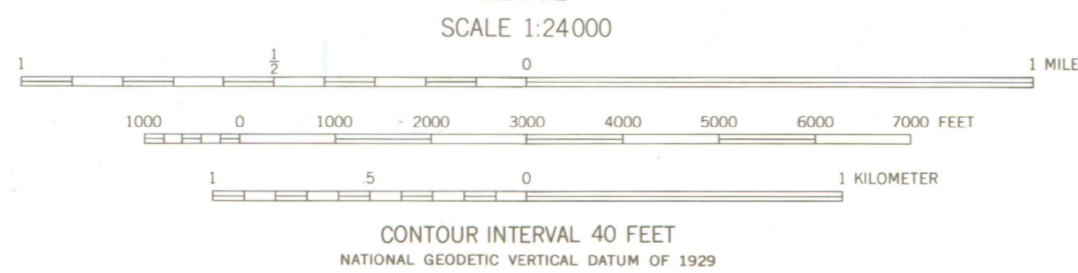 SCALE 1:24000
1 ½ 0 1 MILE
1000 0 1000 2000 3000 4000 5000 6000 7000 FEET
1 .5 0 1 KILOMETER
CONTOUR INTERVAL 40 FEET
NATIONAL GEODETIC VERTICAL DATUM OF 1929